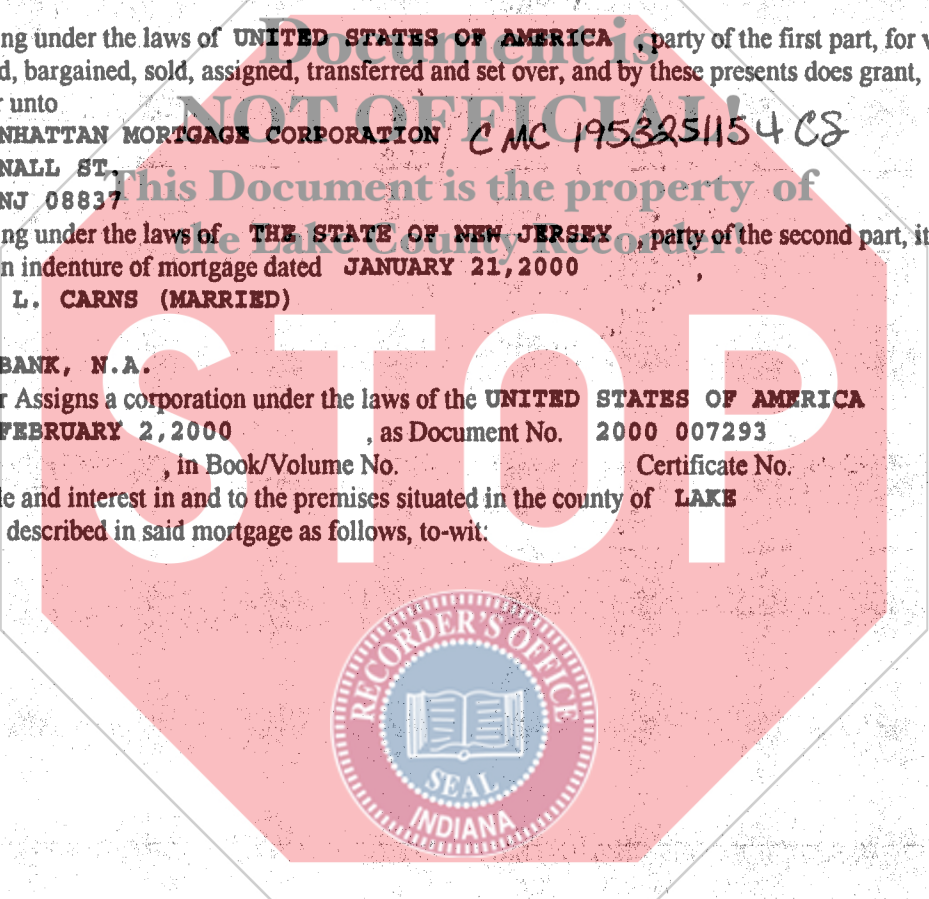 Document is
ng under the laws of UNITED STATES OF AMERICA , party of the first part, for v
d, bargained, sold, assigned, transferred and set over, and by these presents does grant,
r unto
NOT OFFICIAL!
NHATTAN MORTGAGE CORPORATION CMC 1953251154 CS
NALL ST.
This Document is the property of
NJ 08837
the Lake County Recorder!
ng under the laws of THE STATE OF NEW JERSEY , party of the second part, it
n indenture of mortgage dated JANUARY 21,2000 ,
L. CARNS (MARRIED)
STOP
BANK, N.A.
r Assigns a corporation under the laws of the UNITED STATES OF AMERICA
FEBRUARY 2,2000 , as Document No. 2000 007293
, in Book/Volume No. Certificate No.
le and interest in and to the premises situated in the county of LAKE
described in said mortgage as follows, to-wit:
RECORDER'S OFFICE
SEAL
INDIANA